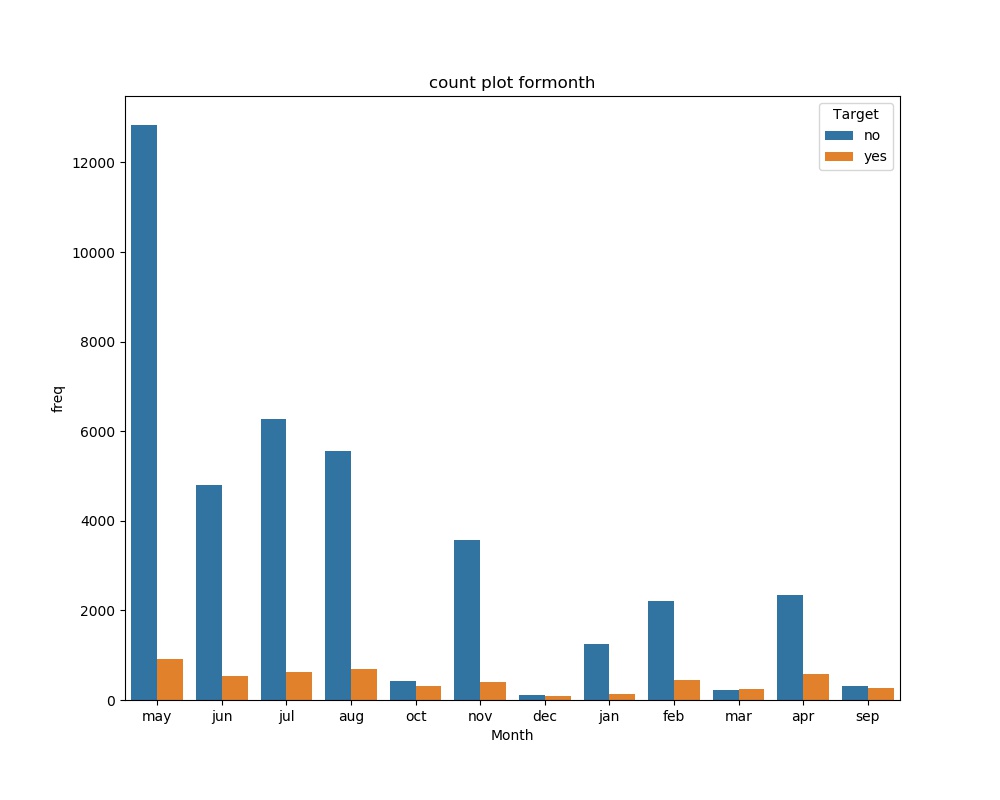 count plot formonth
Target
no
yes
12000
10000
8000
6000
4000
2000
0
freq
may jun jul aug oct nov dec jan feb mar apr sep
Month